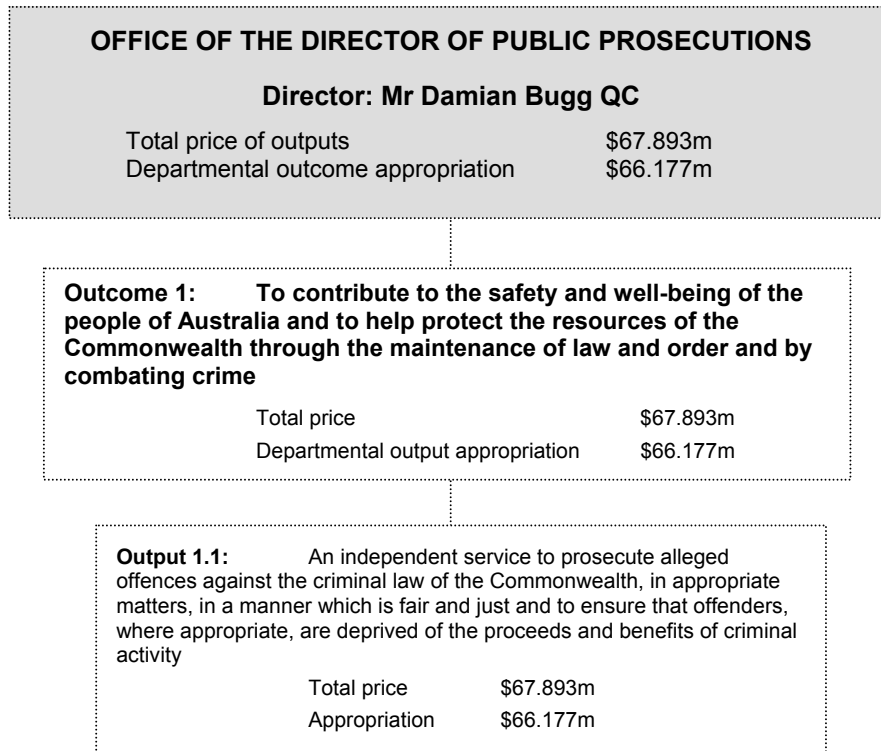 OFFICE OF THE DIRECTOR OF PUBLIC PROSECUTIONS
Director: Mr Damian Bugg QC
Total price of outputs $67.893m
Departmental outcome appropriation $66.177m
Outcome 1: To contribute to the safety and well-being of the
people of Australia and to help protect the resources of the
Commonwealth through the maintenance of law and order and by
combating crime
Total price $67.893m
Departmental output appropriation $66.177m
Output 1.1: An independent service to prosecute alleged
offences against the criminal law of the Commonwealth, in appropriate
matters, in a manner which is fair and just and to ensure that offenders,
where appropriate, are deprived of the proceeds and benefits of criminal
activity
Total price $67.893m
Appropriation $66.177m